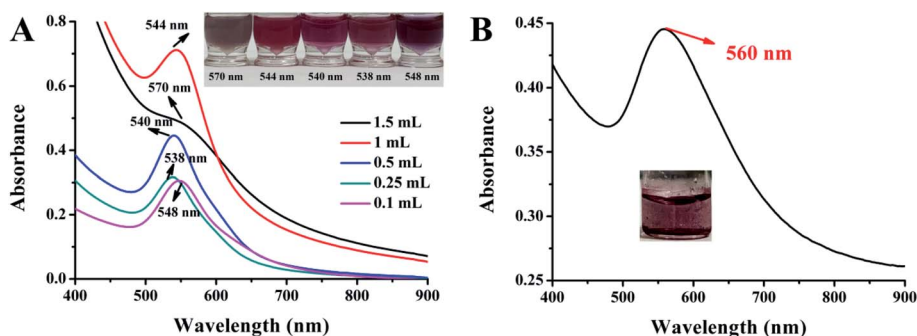 A
544 nm
570 nm
544 nm
540 nm
538 nm
548 nm
570 nm
540 nm
538 nm
548 nm
1.5 mL
1 mL
0.5 mL
0.25 mL
0.1 mL
0.8
0.6
0.4
0.2
0.0
Absorbance
400
500
600
700
800
900
Wavelength (nm)
B
560 nm
0.45
0.40
0.35
0.30
0.25
Absorbance
400
500
600
700
800
900
Wavelength (nm)